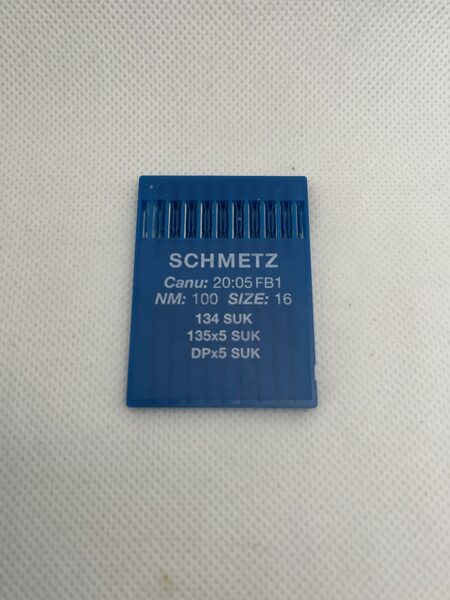 SCHMETZ
Canu: 20:05 FB1
NM: 100 SIZE: 16
134 SUK
135x5 SUK
DPx5 SUK